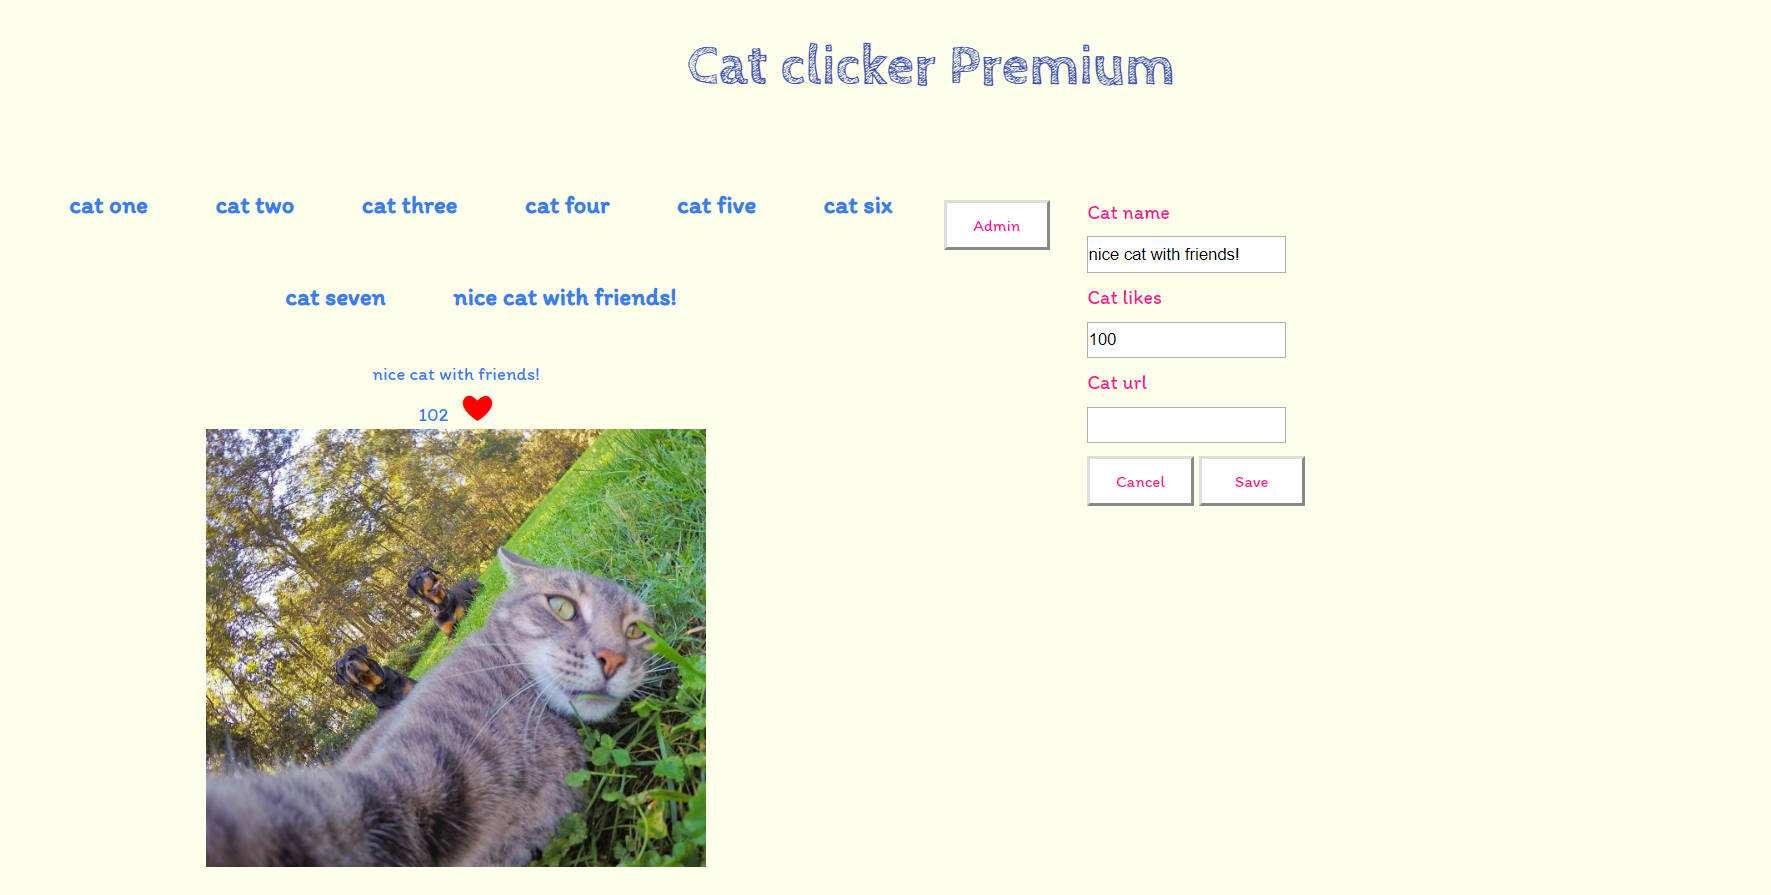 Cat clicker Premium
cat one
cat two
cat three
cat four
cat five
cat six
cat seven
nice cat with friends!
nice cat with friends!
102
Admin
Cat name
nice cat with friends!
Cat likes
100
Cat url
Cancel
Save